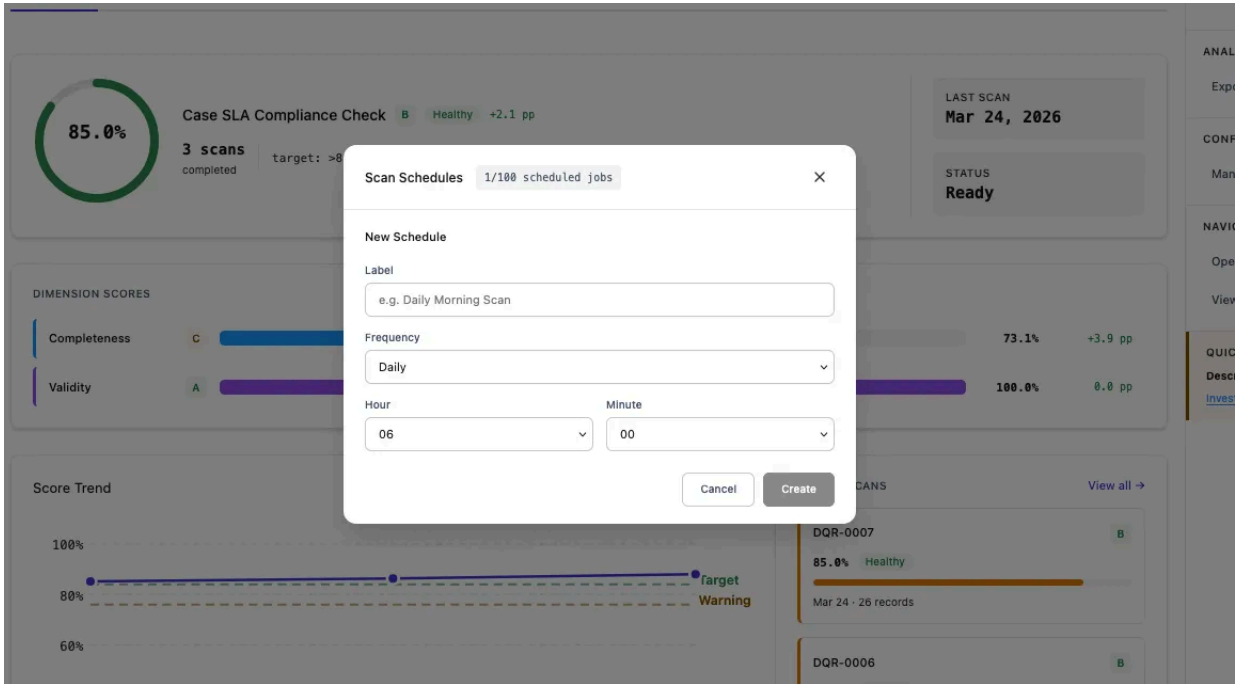 85.0%
Case SLA Compliance Check B Healthy +2.1 pp
3 scans
completed
target: >8
LAST SCAN
Mar 24, 2026
STATUS
Ready
ANAL
Expo
CONF
Man
NAVIG
Ope
View
QUIC
Descr
Inves
Scan Schedules 1/100 scheduled jobs
New Schedule
Label
e.g. Daily Morning Scan
Frequency
Daily
Hour Minute
06 00
Cancel Create
DIMENSION SCORES
Completeness C 73.1% +3.9 pp
Validity A 100.0% 0.0 pp
Score Trend
100%
80%
60%
Target
Warning
CANS View all →
DQR-0007 B
85.0% Healthy
Mar 24 · 26 records
DQR-0006 B